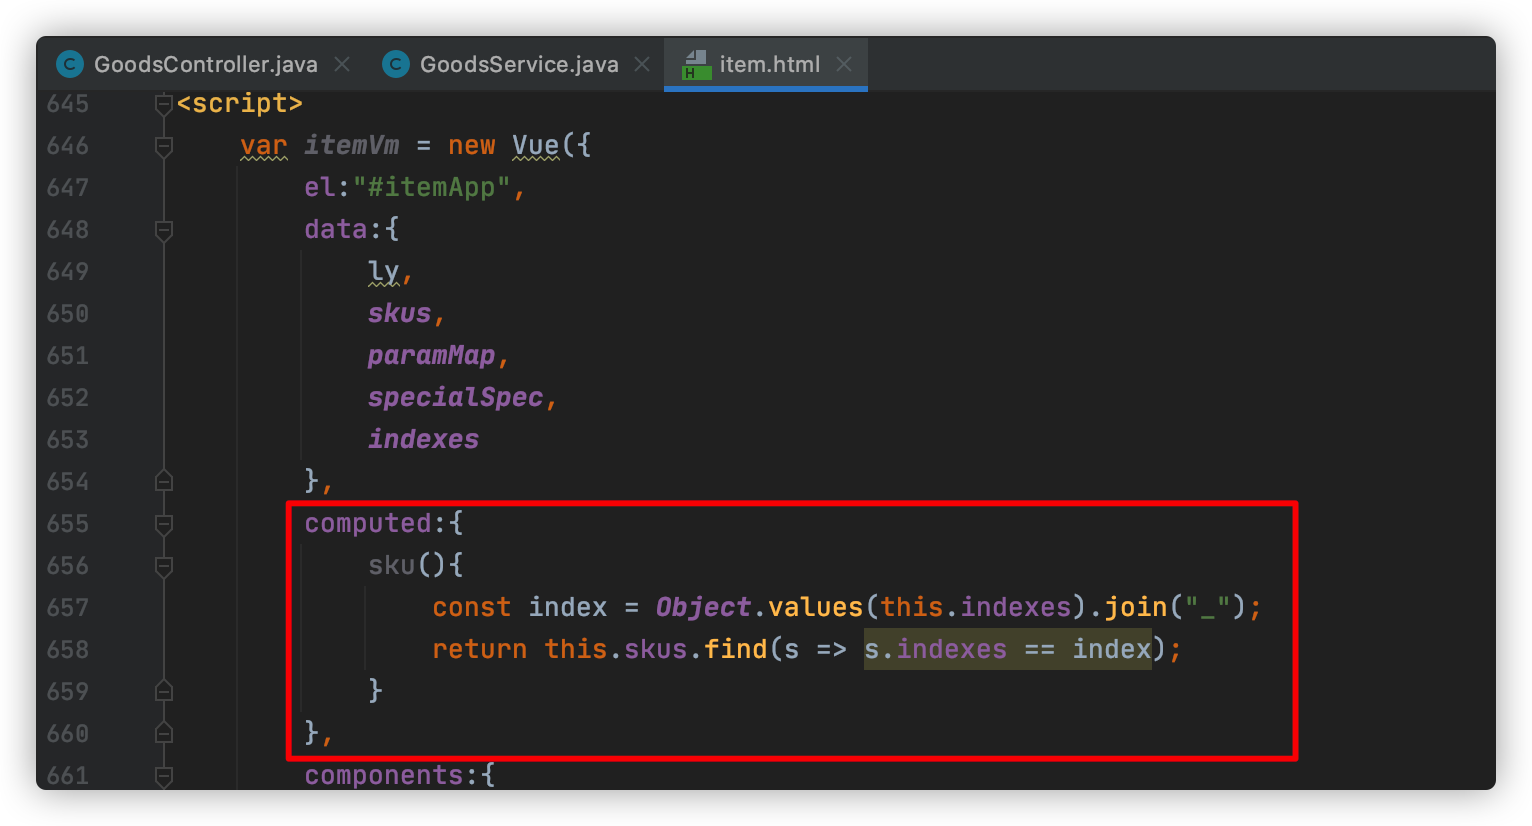 GoodsController.java GoodsService.java item.html
645 <script>
646 var itemVm = new Vue({
647 el:"#itemApp",
648 data:{
649 ly,
650 skus,
651 paramMap,
652 specialSpec,
653 indexes
654 },
655 computed:{
656 sku(){
657 const index = Object.values(this.indexes).join("_");
658 return this.skus.find(s => s.indexes == index);
659 }
660 },
661 components:{